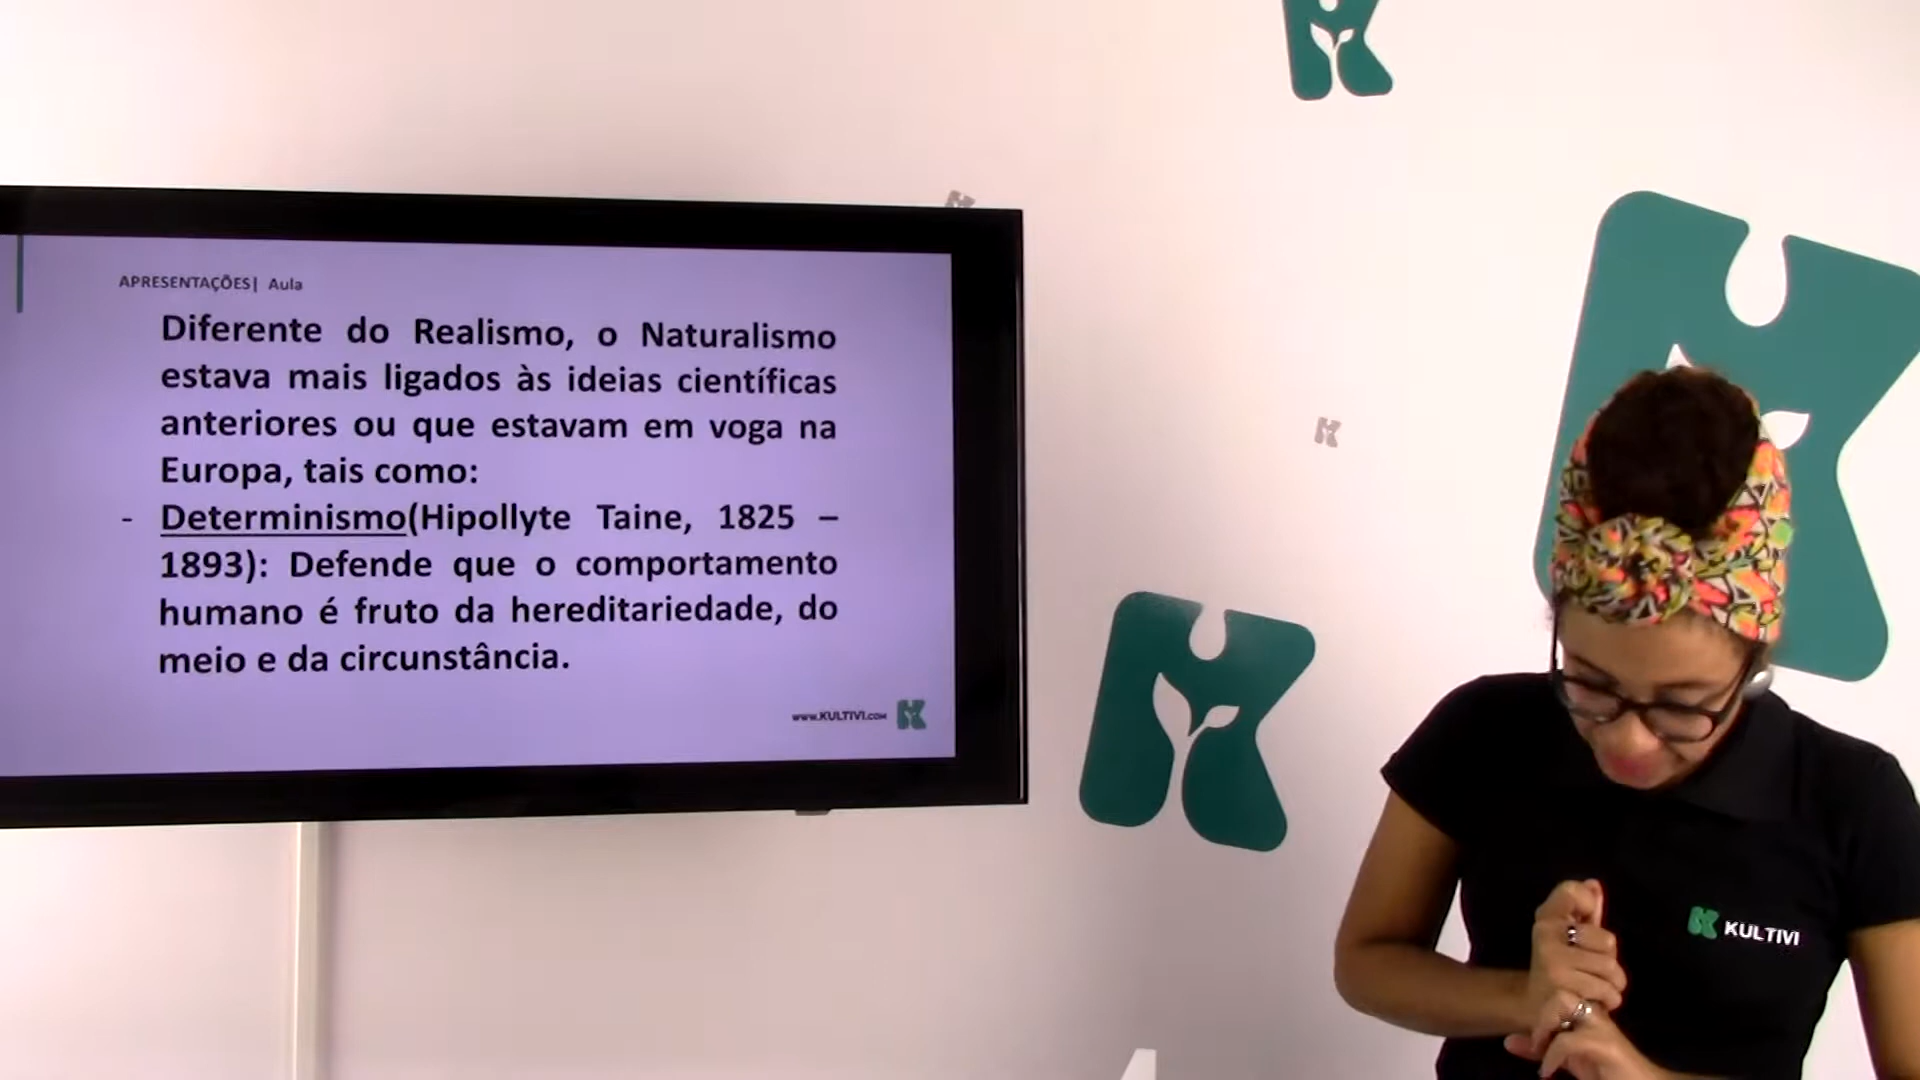 APRESENTAÇÕES| Aula
Diferente do Realismo, o Naturalismo
estava mais ligados às ideias científicas
anteriores ou que estavam em voga na
Europa, tais como:
- Determinismo(Hipollyte Taine, 1825 –
1893): Defende que o comportamento
humano é fruto da hereditariedade, do
meio e da circunstância.
www.KULTIVI.COM
KULTIVI